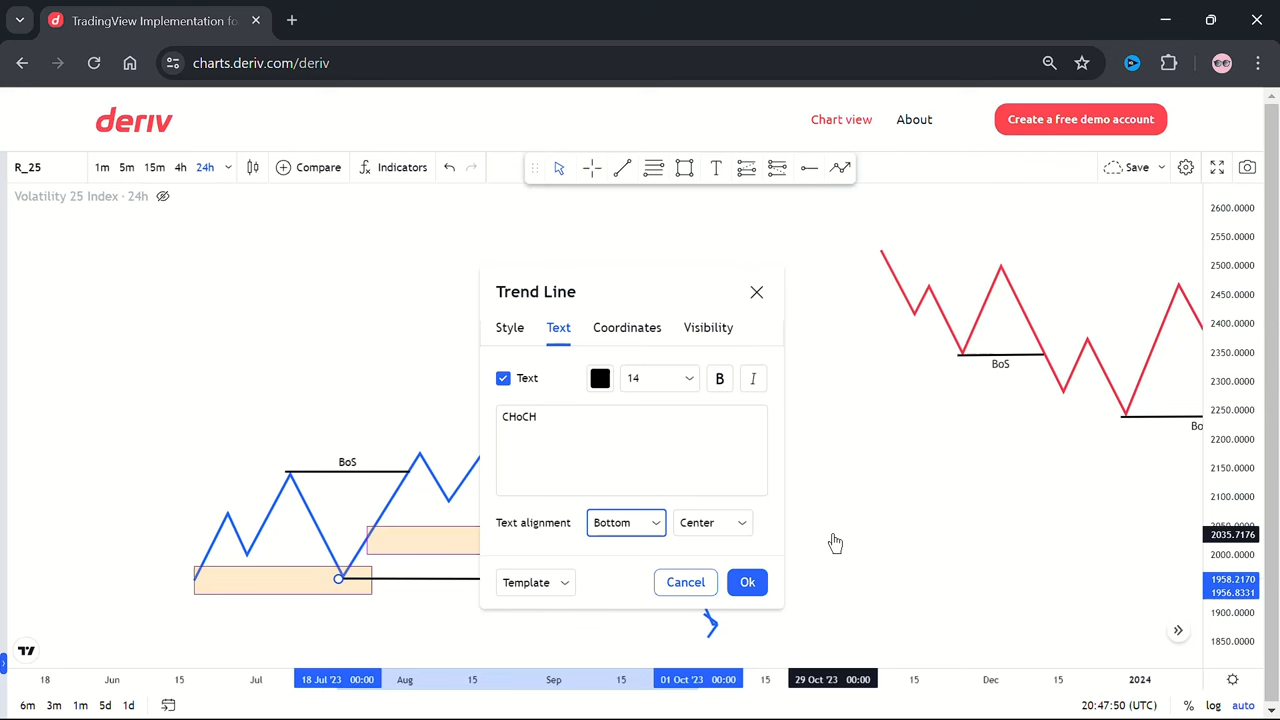 TradingView Implementation fo
charts.deriv.com/deriv
deriv
Chart view
About
Create a free demo account
R_25
1m 5m 15m 4h 24h
Compare
Indicators
Save
Volatility 25 Index · 24h
2600.0000
2550.0000
2500.0000
2450.0000
2400.0000
2350.0000
2300.0000
2250.0000
2200.0000
2150.0000
2100.0000
2035.7176
2000.0000
1958.2170
1956.8331
1900.0000
1850.0000
BoS
BoS
Bo
Trend Line
Style Text Coordinates Visibility
Text 14 B I
CHoCH
Text alignment Bottom Center
Template Cancel Ok
18 Jun 15 Jul 18 Jul '23 00:00 Aug 15 Sep 15 01 Oct '23 00:00 15 29 Oct '23 00:00 15 Dec 15 2024
6m 3m 1m 5d 1d
20:47:50 (UTC) % log auto